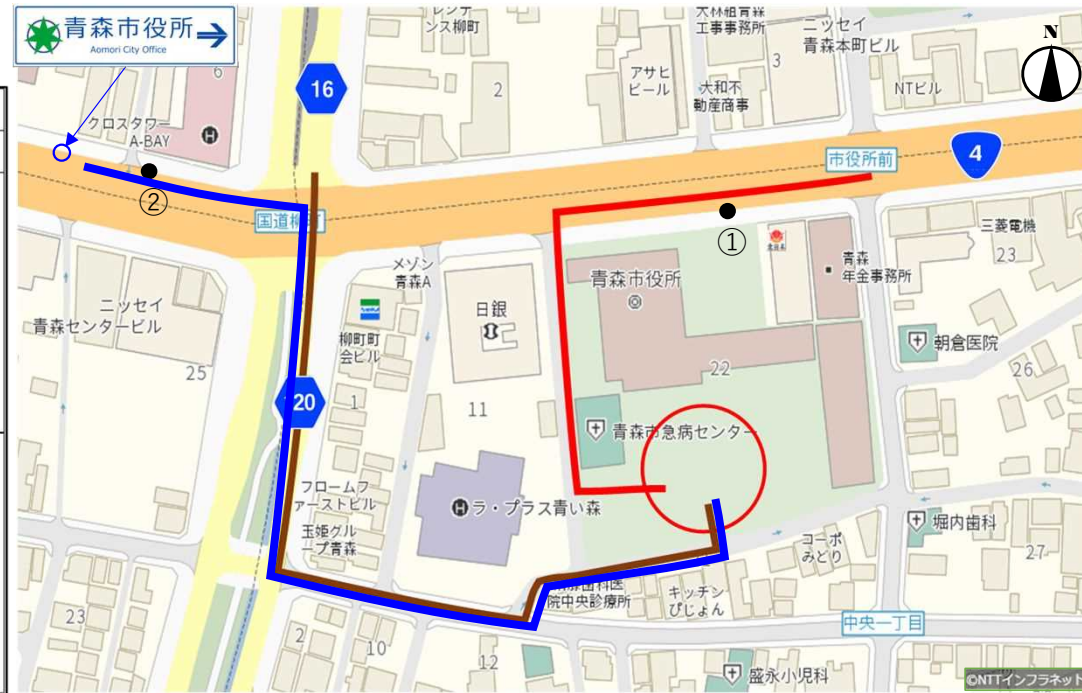 青森市役所
Aomori City Office
ンス柳町
大林組青森
工事事務所
ニッセイ
青森本町ビル
N
6
16
2
アサヒ
ビール
大和不
動産商事
3
NTビル
クロスタワー
A-BAY
H
②
国道柳町
市役所前
4
①
三菱電機
23
メゾン
青森A
青森市役所
青森
年金事務所
ニッセイ
青森センタービル
日銀
柳町町
会ビル
朝倉医院
25
22
26
20
1
11
青森市急病センター
フロームフ
ァーストビル
H
ラ・プラス青い森
玉姫グル
ープ青森
堀内歯科
コーポ
みどり
27
院中央診療所
キッチン
びじょん
23
2
10
12
中央一丁目
盛永小児科
©NTTインフラネット